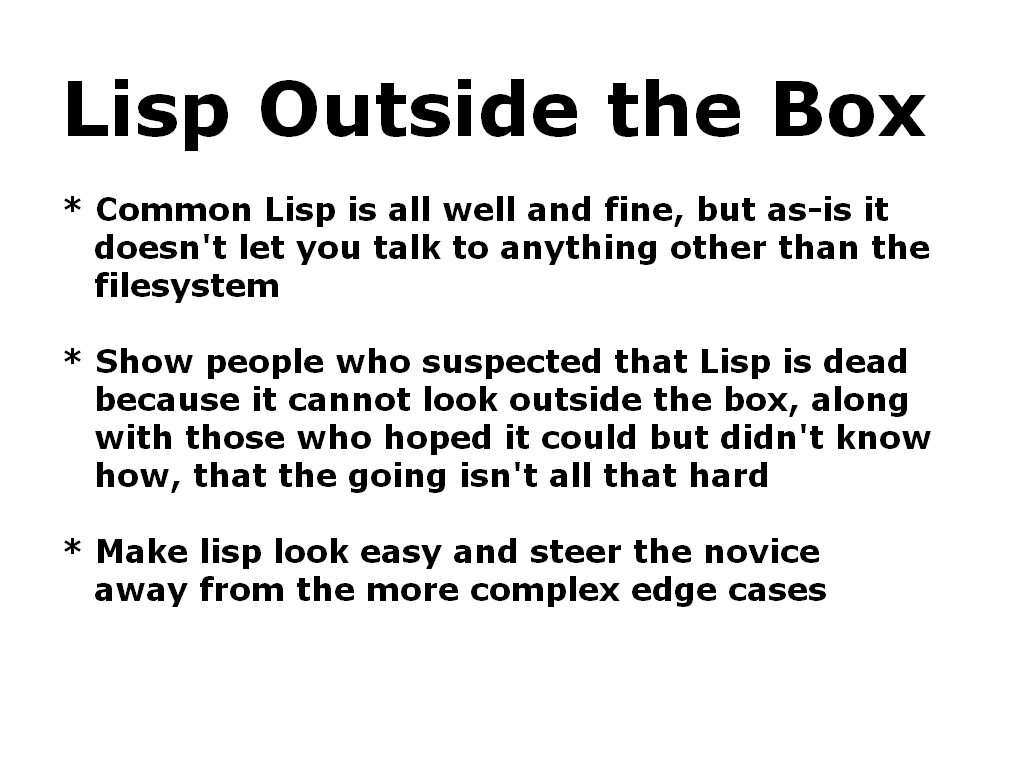 Lisp Outside the Box
* Common Lisp is all well and fine, but as-is it
doesn't let you talk to anything other than the
filesystem
* Show people who suspected that Lisp is dead
because it cannot look outside the box, along
with those who hoped it could but didn't know
how, that the going isn't all that hard
* Make lisp look easy and steer the novice
away from the more complex edge cases